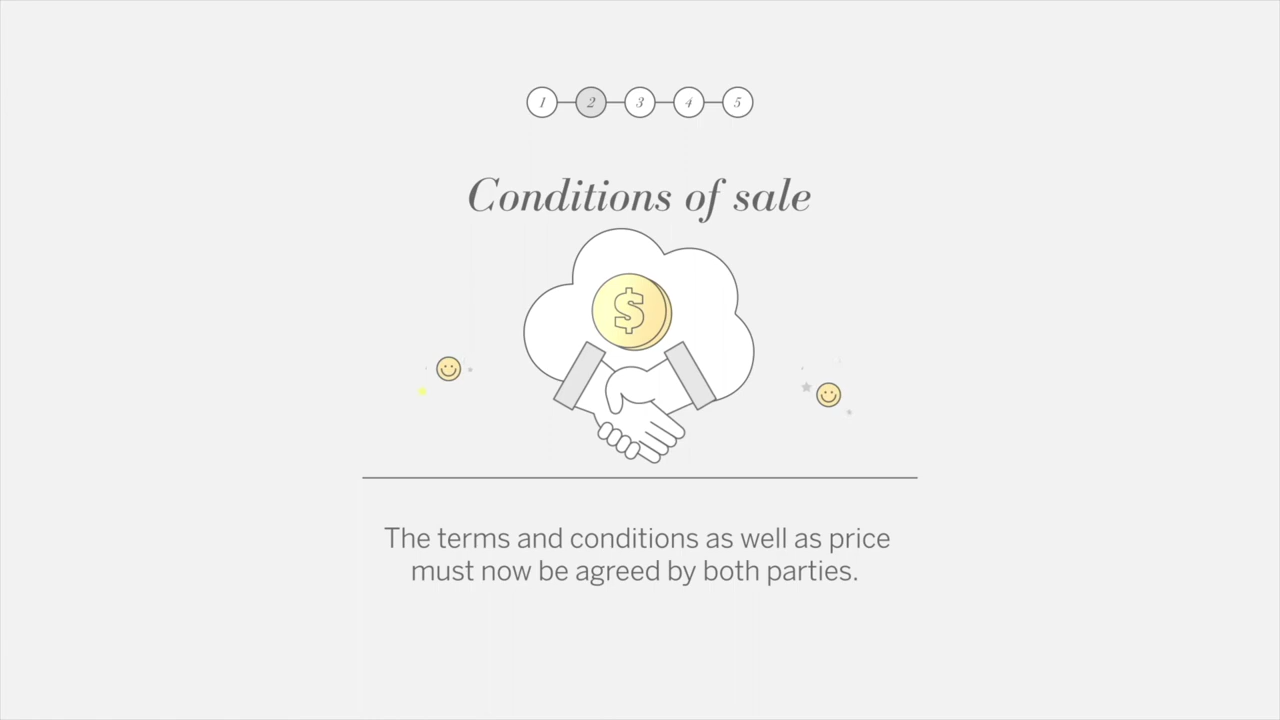 1 2 3 4 5
Conditions of sale
$
The terms and conditions as well as price
must now be agreed by both parties.